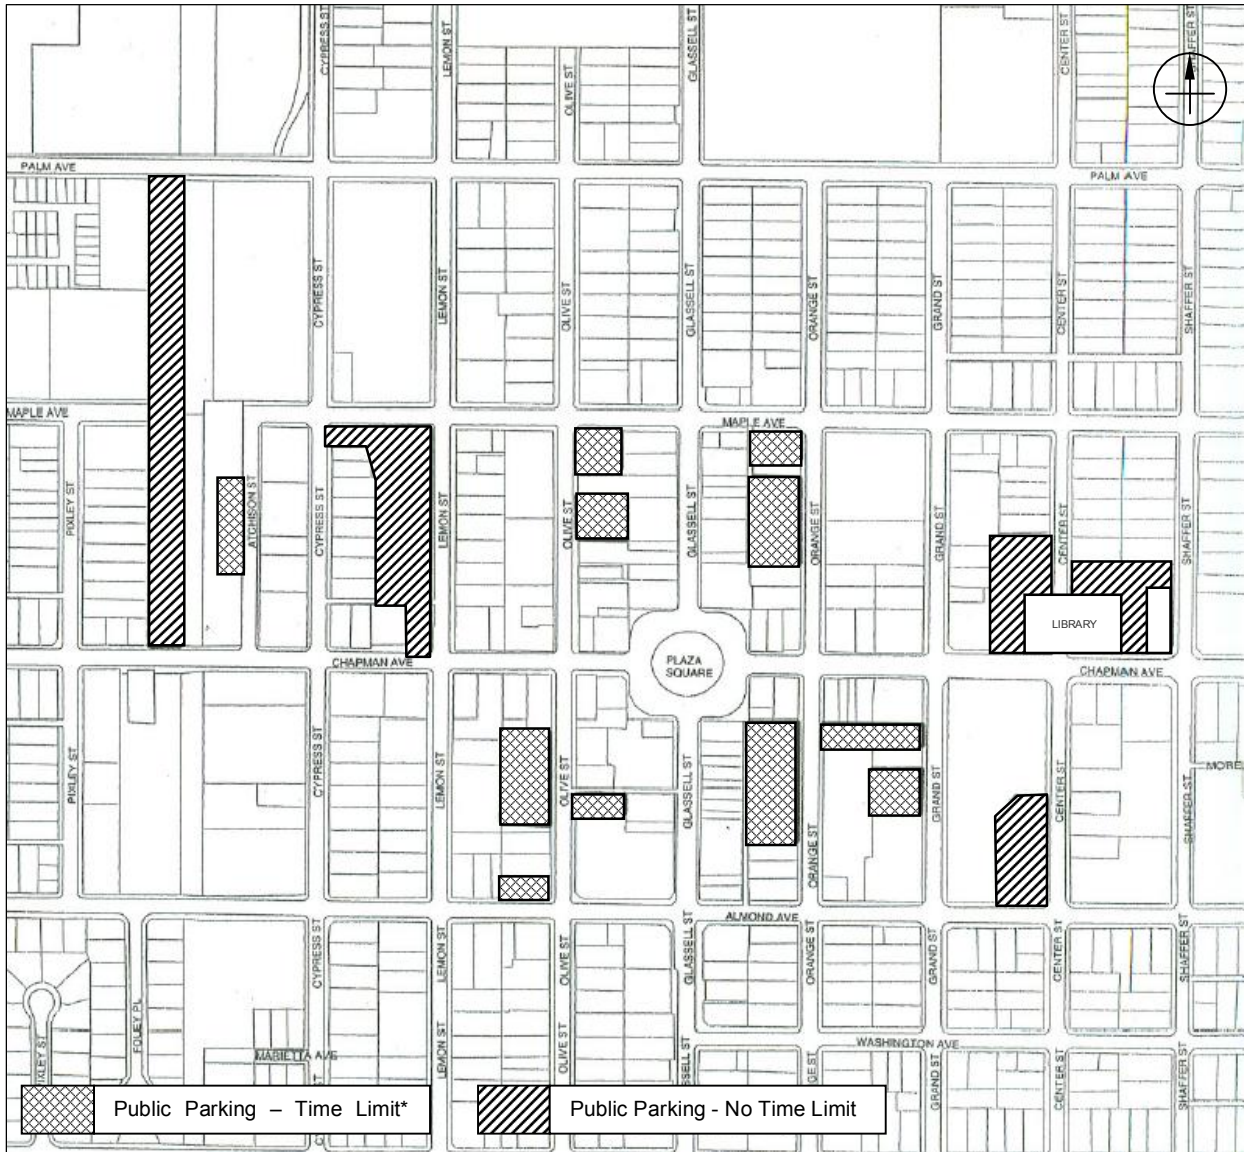 CYPRESS ST
LEMON ST
OLIVE ST
GLASSELL ST
CENTER ST
SHAFFER ST
PALM AVE
PALM AVE
CYPRESS ST
LEMON ST
OLIVE ST
GLASSELL ST
ORANGE ST
GRAND ST
CENTER ST
SHAFFER ST
MAPLE AVE
MAPLE AVE
PIXLEY ST
ATCHISON ST
CYPRESS ST
LEMON ST
OLIVE ST
GLASSELL ST
ORANGE ST
GRAND ST
CENTER ST
SHAFFER ST
LIBRARY
PLAZA
SQUARE
CHAPMAN AVE
CHAPMAN AVE
PIXLEY ST
CYPRESS ST
LEMON ST
OLIVE ST
GLASSELL ST
ORANGE ST
GRAND ST
CENTER ST
SHAFFER ST
MORE
ALMOND AVE
CYPRESS ST
LEMON ST
OLIVE ST
GLASSELL ST
ORANGE ST
GRAND ST
CENTER ST
SHAFFER ST
FOLEY PL
WASHINGTON AVE
MARIETTA AVE
LEMON ST
OLIVE ST
GRAND ST
CENTER ST
SHAFFER ST
Public Parking – Time Limit*
Public Parking - No Time Limit